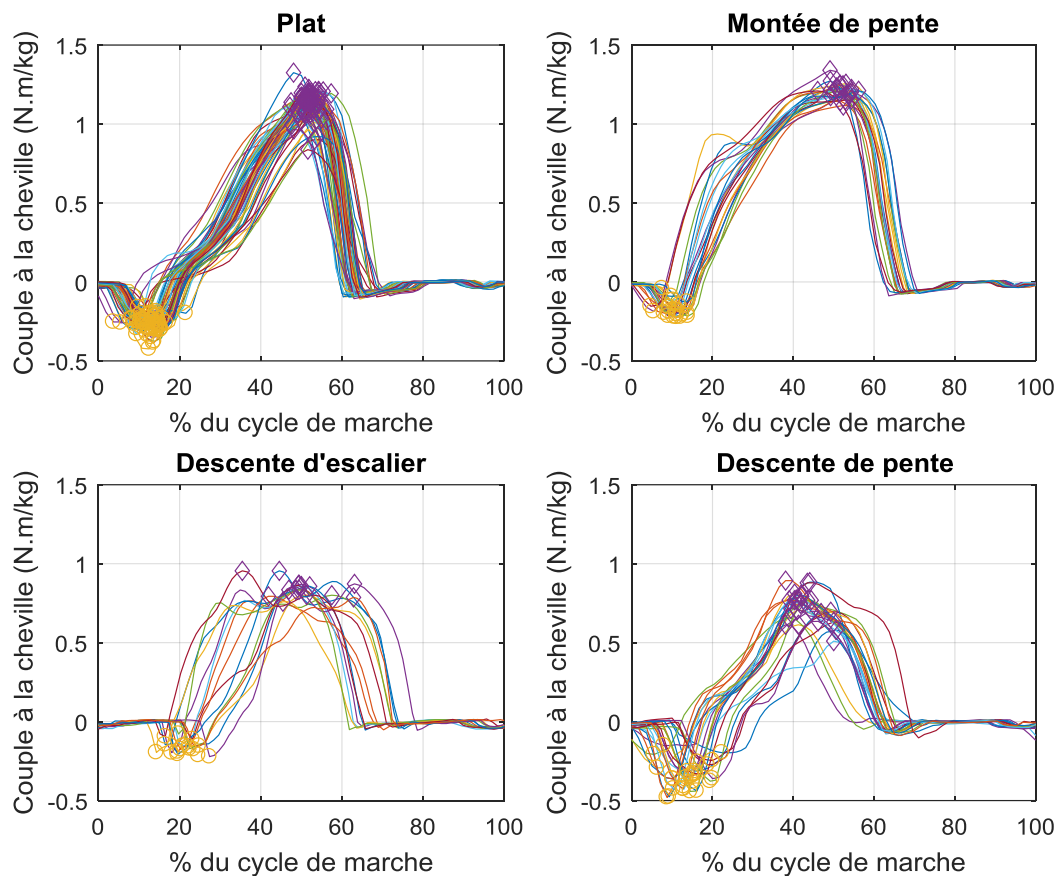 Plat
Couple à la cheville (N.m/kg)
1.5
1
0.5
0
-0.5
0 20 40 60 80 100
% du cycle de marche
Montée de pente
Couple à la cheville (N.m/kg)
1.5
1
0.5
0
-0.5
0 20 40 60 80 100
% du cycle de marche
Descente d'escalier
Couple à la cheville (N.m/kg)
1.5
1
0.5
0
-0.5
0 20 40 60 80 100
% du cycle de marche
Descente de pente
Couple à la cheville (N.m/kg)
1.5
1
0.5
0
-0.5
0 20 40 60 80 100
% du cycle de marche